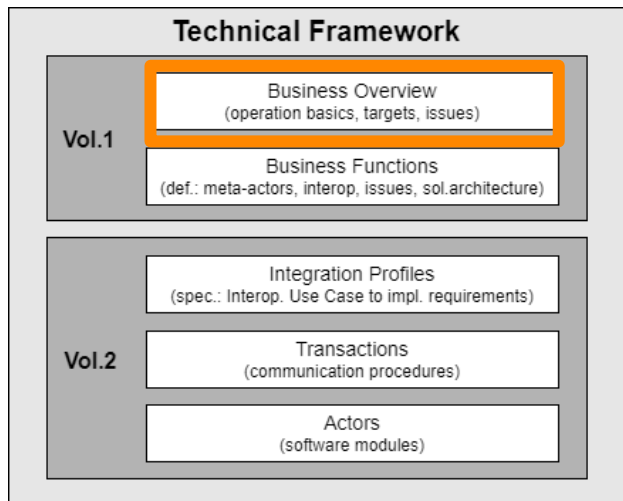 Technical Framework
Vol.1
Business Overview
(operation basics, targets, issues)
Business Functions
(def.: meta-actors, interop, issues, sol.architecture)
Vol.2
Integration Profiles
(spec.: Interop. Use Case to impl. requirements)
Transactions
(communication procedures)
Actors
(software modules)